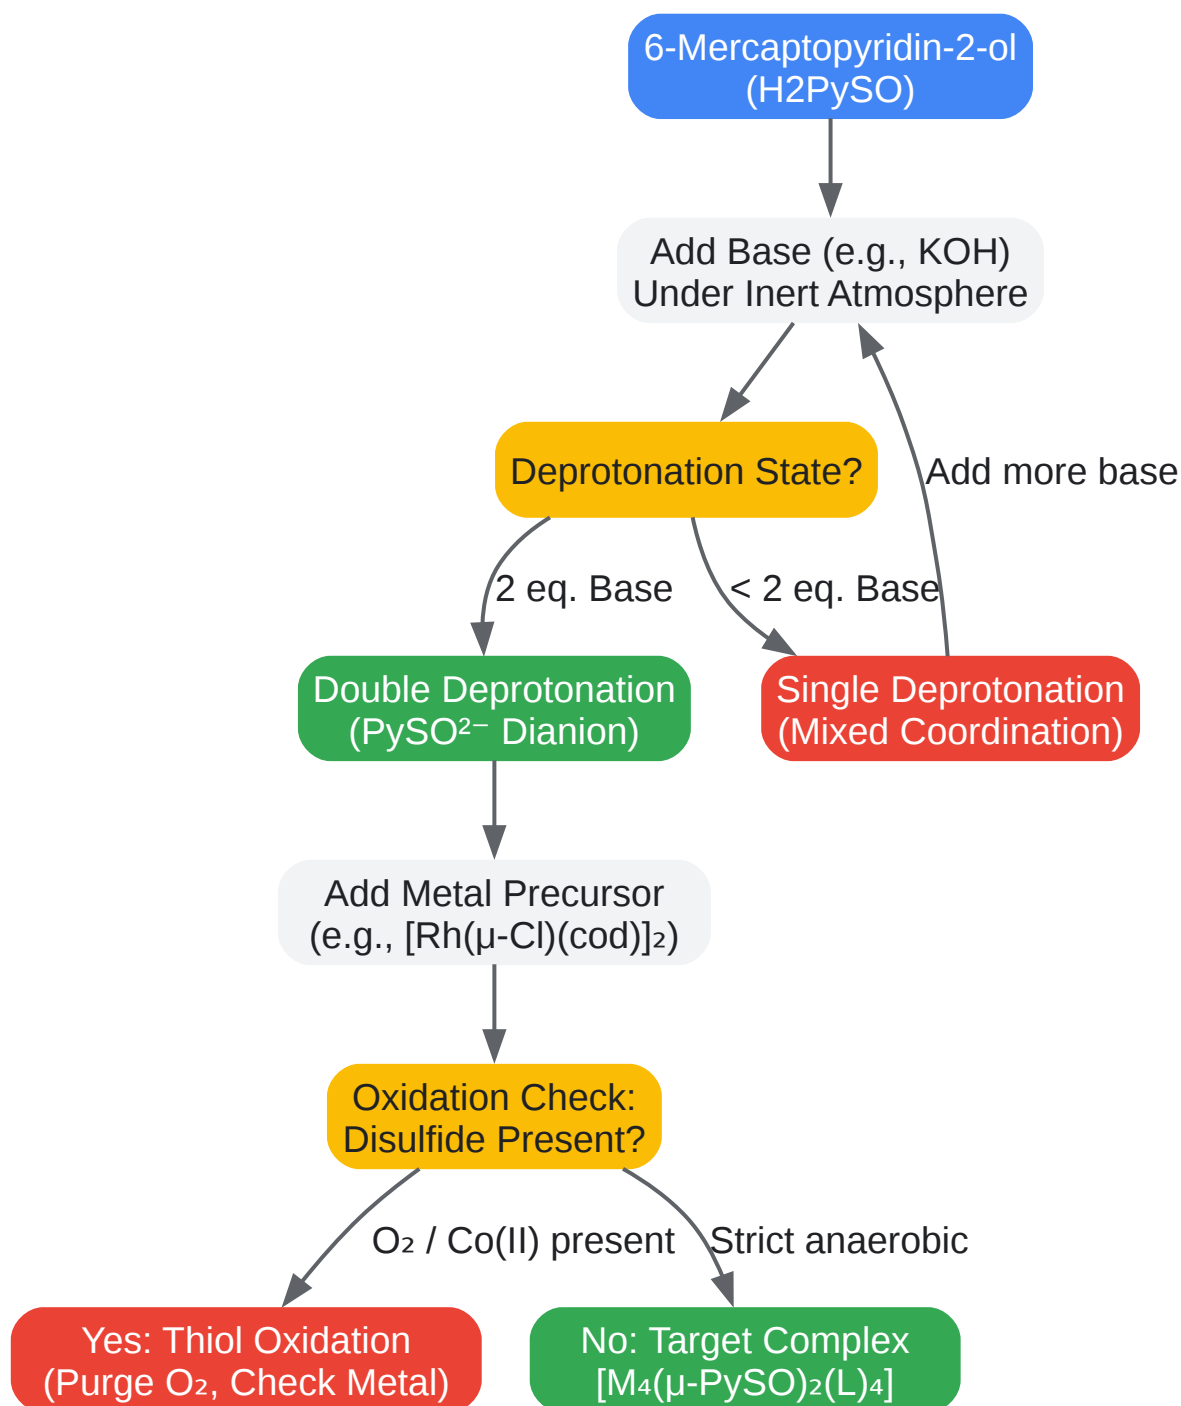 6-Mercaptopyridin-2-ol
(H2PySO)
Add Base (e.g., KOH)
Under Inert Atmosphere
Deprotonation State?
Add more base
2 eq. Base
< 2 eq. Base
Double Deprotonation
(PySO²⁻ Dianion)
Single Deprotonation
(Mixed Coordination)
Add Metal Precursor
(e.g., [Rh(μ-Cl)(cod)]₂)
Oxidation Check:
Disulfide Present?
O₂ / Co(II) present
Strict anaerobic
Yes: Thiol Oxidation
(Purge O₂, Check Metal)
No: Target Complex
[M₄(μ-PySO)₂(L)₄]